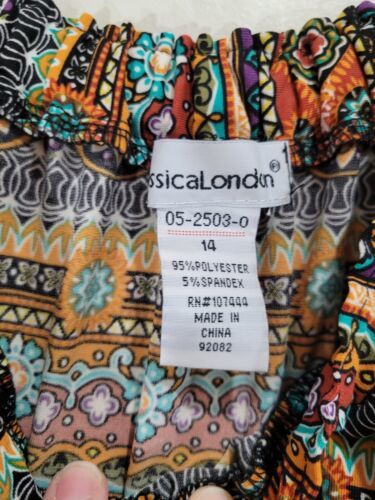 ssicaLondon®
05-2503-0
14
95%POLYESTER
5%SPANDEX
RN#107444
MADE IN
CHINA
92082